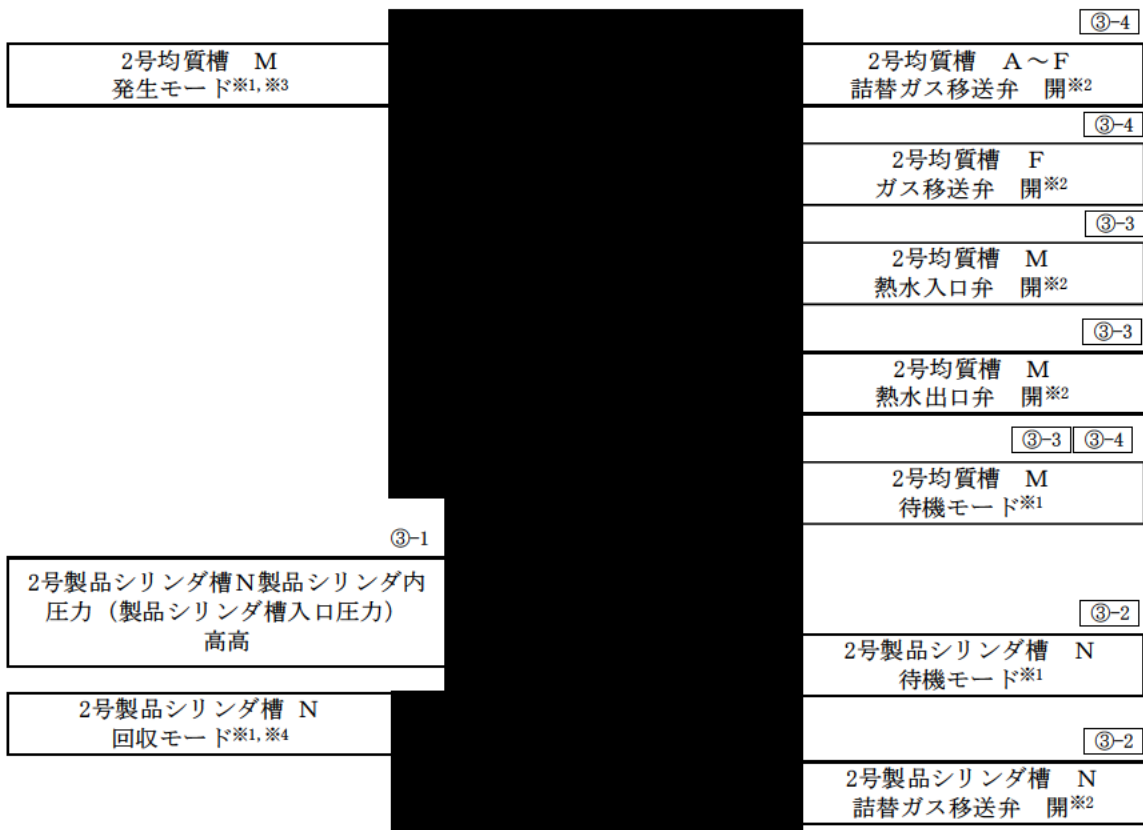 2号均質槽 M
発生モード※1, ※3
③-1
2号製品シリンダ槽N製品シリンダ内
圧力（製品シリンダ槽入口圧力）
高高
2号製品シリンダ槽 N
回収モード※1, ※4
③-4
2号均質槽 A～F
詰替ガス移送弁 開※2
③-4
2号均質槽 F
ガス移送弁 開※2
③-3
2号均質槽 M
熱水入口弁 開※2
③-3
2号均質槽 M
熱水出口弁 開※2
③-3 ③-4
2号均質槽 M
待機モード※1
③-2
2号製品シリンダ槽 N
待機モード※1
③-2
2号製品シリンダ槽 N
詰替ガス移送弁 開※2